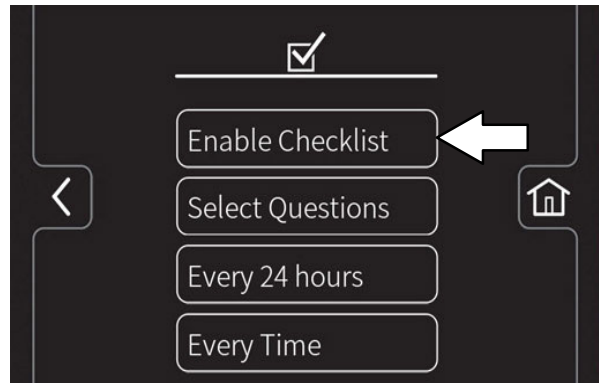 Enable Checklist
Select Questions
Every 24 hours
Every Time